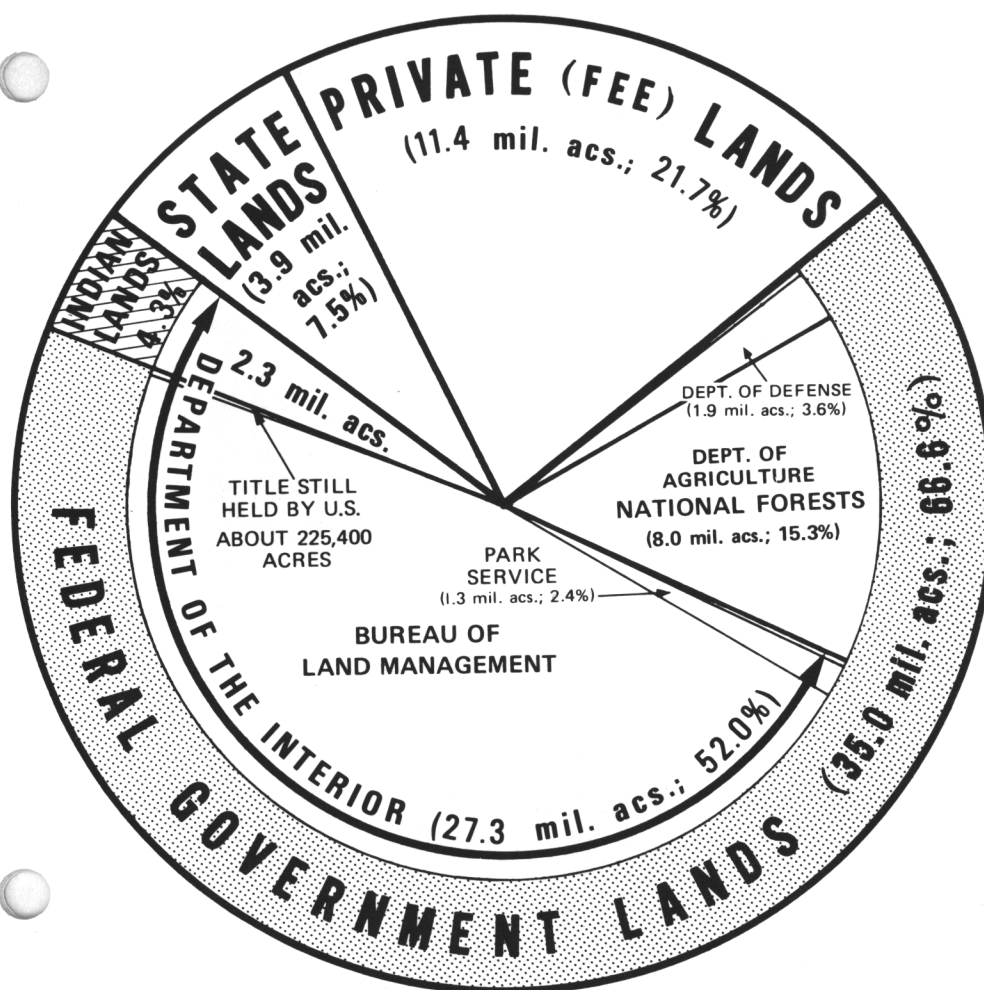 PRIVATE (FEE) LANDS
(11.4 mil. acs.; 21.7%)
STATE
LANDS
(3.9 mil.
acs.;
7.5%)
INDIAN
LANDS
4.3%
2.3 mil. acs.
DEPT. OF DEFENSE
(1.9 mil. acs.; 3.6%)
DEPT. OF
AGRICULTURE
NATIONAL FORESTS
(8.0 mil. acs.; 15.3%)
TITLE STILL
HELD BY U.S.
ABOUT 225,400
ACRES
PARK
SERVICE
(1.3 mil. acs.; 2.4%)
BUREAU OF
LAND MANAGEMENT
DEPARTMENT OF THE INTERIOR (27.3 mil. acs.; 52.0%)
FEDERAL GOVERNMENT LANDS (35.0 mil. acs.; 66.6%)